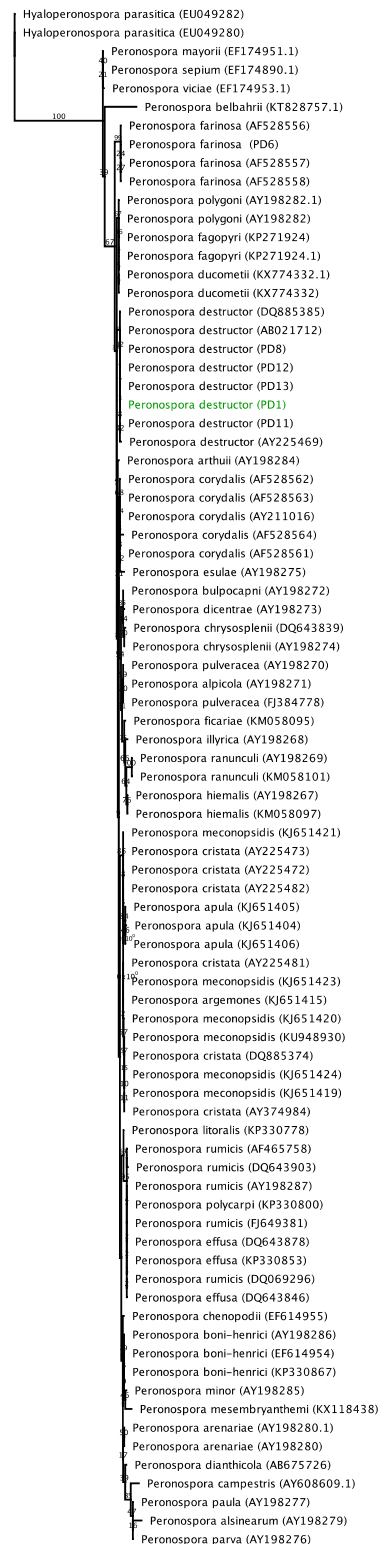 Hyaloperonospora parasitica (EU049282)
Hyaloperonospora parasitica (EU049280)
Peronospora mayorii (EF174951.1)
Peronospora sepium (EF174890.1)
Peronospora viciae (EF174953.1)
Peronospora belbahrii (KT828757.1)
100
Peronospora farinosa (AF528556)
Peronospora farinosa (PD6)
Peronospora farinosa (AF528557)
Peronospora farinosa (AF528558)
Peronospora polygoni (AY198282.1)
Peronospora polygoni (AY198282)
Peronospora fagopyri (KP271924)
67
Peronospora fagopyri (KP271924.1)
Peronospora ducometii (KX774332.1)
Peronospora ducometii (KX774332)
Peronospora destructor (DQ885385)
Peronospora destructor (AB021712)
Peronospora destructor (PD8)
Peronospora destructor (PD12)
Peronospora destructor (PD13)
Peronospora destructor (PD1)
Peronospora destructor (PD11)
Peronospora destructor (AY225469)
Peronospora arthuii (AY198284)
Peronospora corydalis (AF528562)
Peronospora corydalis (AF528563)
Peronospora corydalis (AY211016)
Peronospora corydalis (AF528564)
Peronospora corydalis (AF528561)
Peronospora esulae (AY198275)
Peronospora bulpocapni (AY198272)
Peronospora dicentrae (AY198273)
Peronospora chrysosplenii (DQ643839)
Peronospora chrysosplenii (AY198274)
Peronospora pulveracea (AY198270)
Peronospora alpicola (AY198271)
Peronospora pulveracea (FJ384778)
Peronospora ficariae (KM058095)
Peronospora illyrica (AY198268)
Peronospora ranunculi (AY198269)
Peronospora ranunculi (KM058101)
Peronospora hiemalis (AY198267)
Peronospora hiemalis (KM058097)
Peronospora meconopsidis (KJ651421)
Peronospora cristata (AY225473)
Peronospora cristata (AY225472)
Peronospora cristata (AY225482)
Peronospora apula (KJ651405)
Peronospora apula (KJ651404)
Peronospora apula (KJ651406)
Peronospora cristata (AY225481)
Peronospora meconopsidis (KJ651423)
Peronospora argemones (KJ651415)
Peronospora meconopsidis (KJ651420)
Peronospora meconopsidis (KU948930)
Peronospora cristata (DQ885374)
Peronospora meconopsidis (KJ651424)
Peronospora meconopsidis (KJ651419)
Peronospora cristata (AY374984)
Peronospora litoralis (KP330778)
Peronospora rumicis (AF465758)
Peronospora rumicis (DQ643903)
Peronospora rumicis (AY198287)
Peronospora polycarpi (KP330800)
Peronospora rumicis (FJ649381)
Peronospora effusa (DQ643878)
Peronospora effusa (KP330853)
Peronospora rumicis (DQ069296)
Peronospora effusa (DQ643846)
Peronospora chenopodii (EF614955)
Peronospora boni-henrici (AY198286)
Peronospora boni-henrici (EF614954)
Peronospora boni-henrici (KP330867)
Peronospora minor (AY198285)
Peronospora mesembryanthemi (KX118438)
Peronospora arenariae (AY198280.1)
Peronospora arenariae (AY198280)
Peronospora dianthicola (AB675726)
Peronospora campestris (AY608609.1)
Peronospora paula (AY198277)
Peronospora alsinearum (AY198279)
Peronospora parva (AY198276)